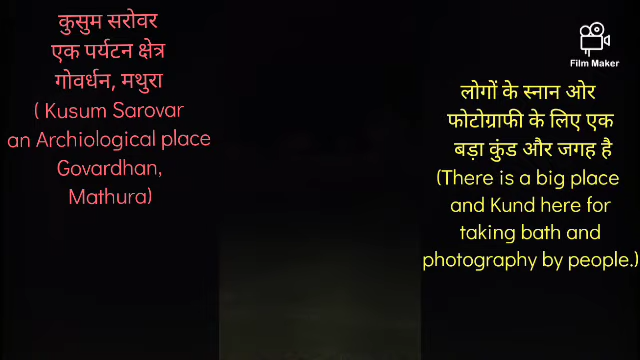 कुसुम सरोवर
एक पर्यटन क्षेत्र
गोवर्धन, मथुरा
( Kusum Sarovar
an Archiological place
Govardhan,
Mathura)
Film Maker
लोगों के स्नान ओर
फोटोग्राफी के लिए एक
बड़ा कुंड और जगह है
(There is a big place
and Kund here for
taking bath and
photography by people.)